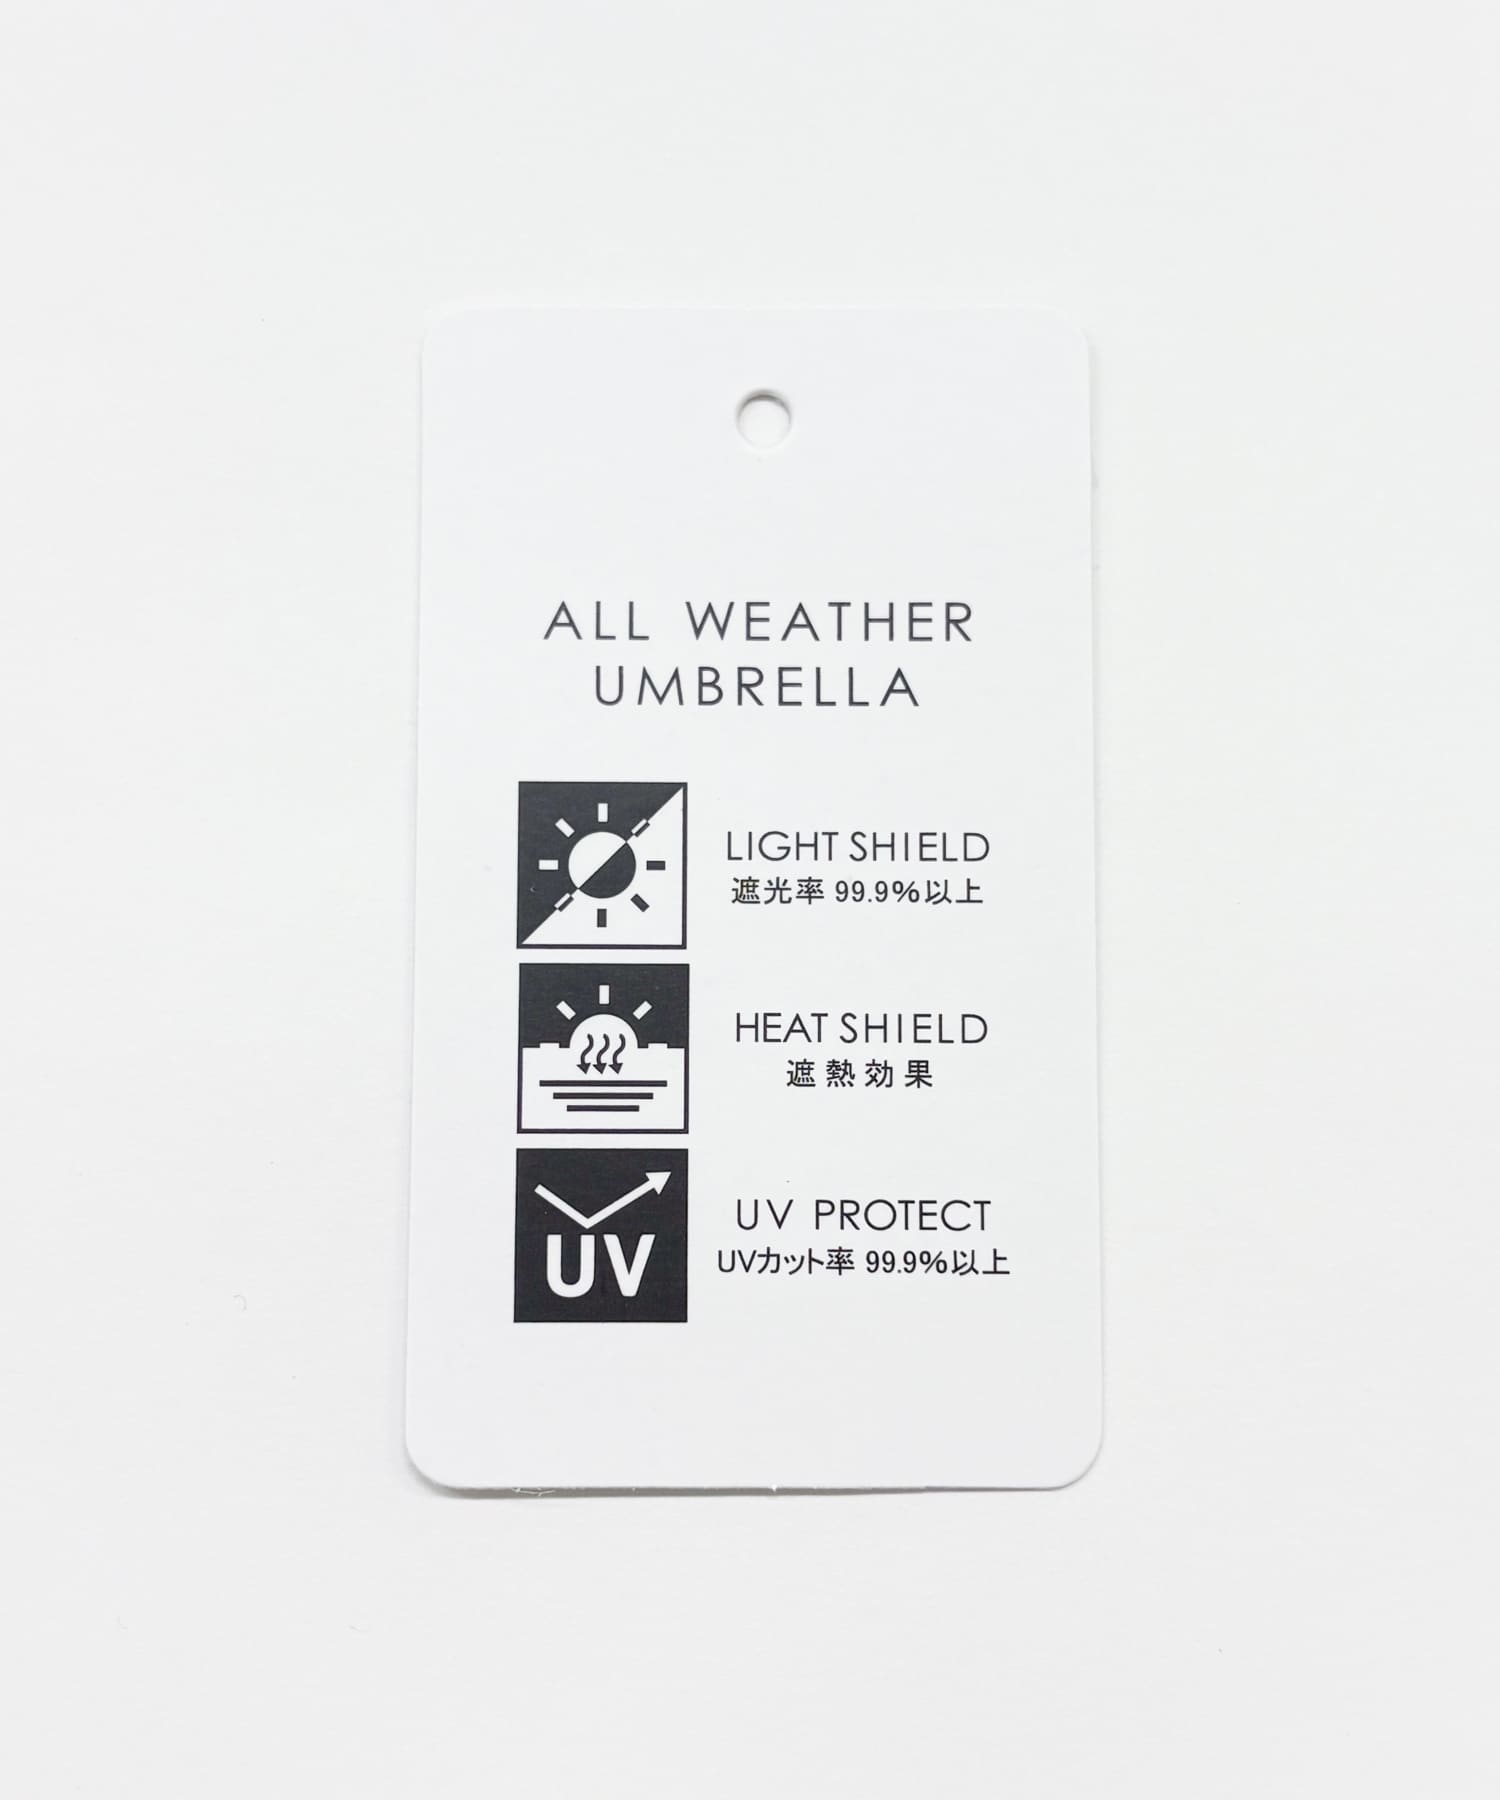 ALL WEATHER
UMBRELLA
LIGHT SHIELD
遮光率 99.9%以上
HEAT SHIELD
遮熱効果
UV
UV PROTECT
UVカット率 99.9%以上